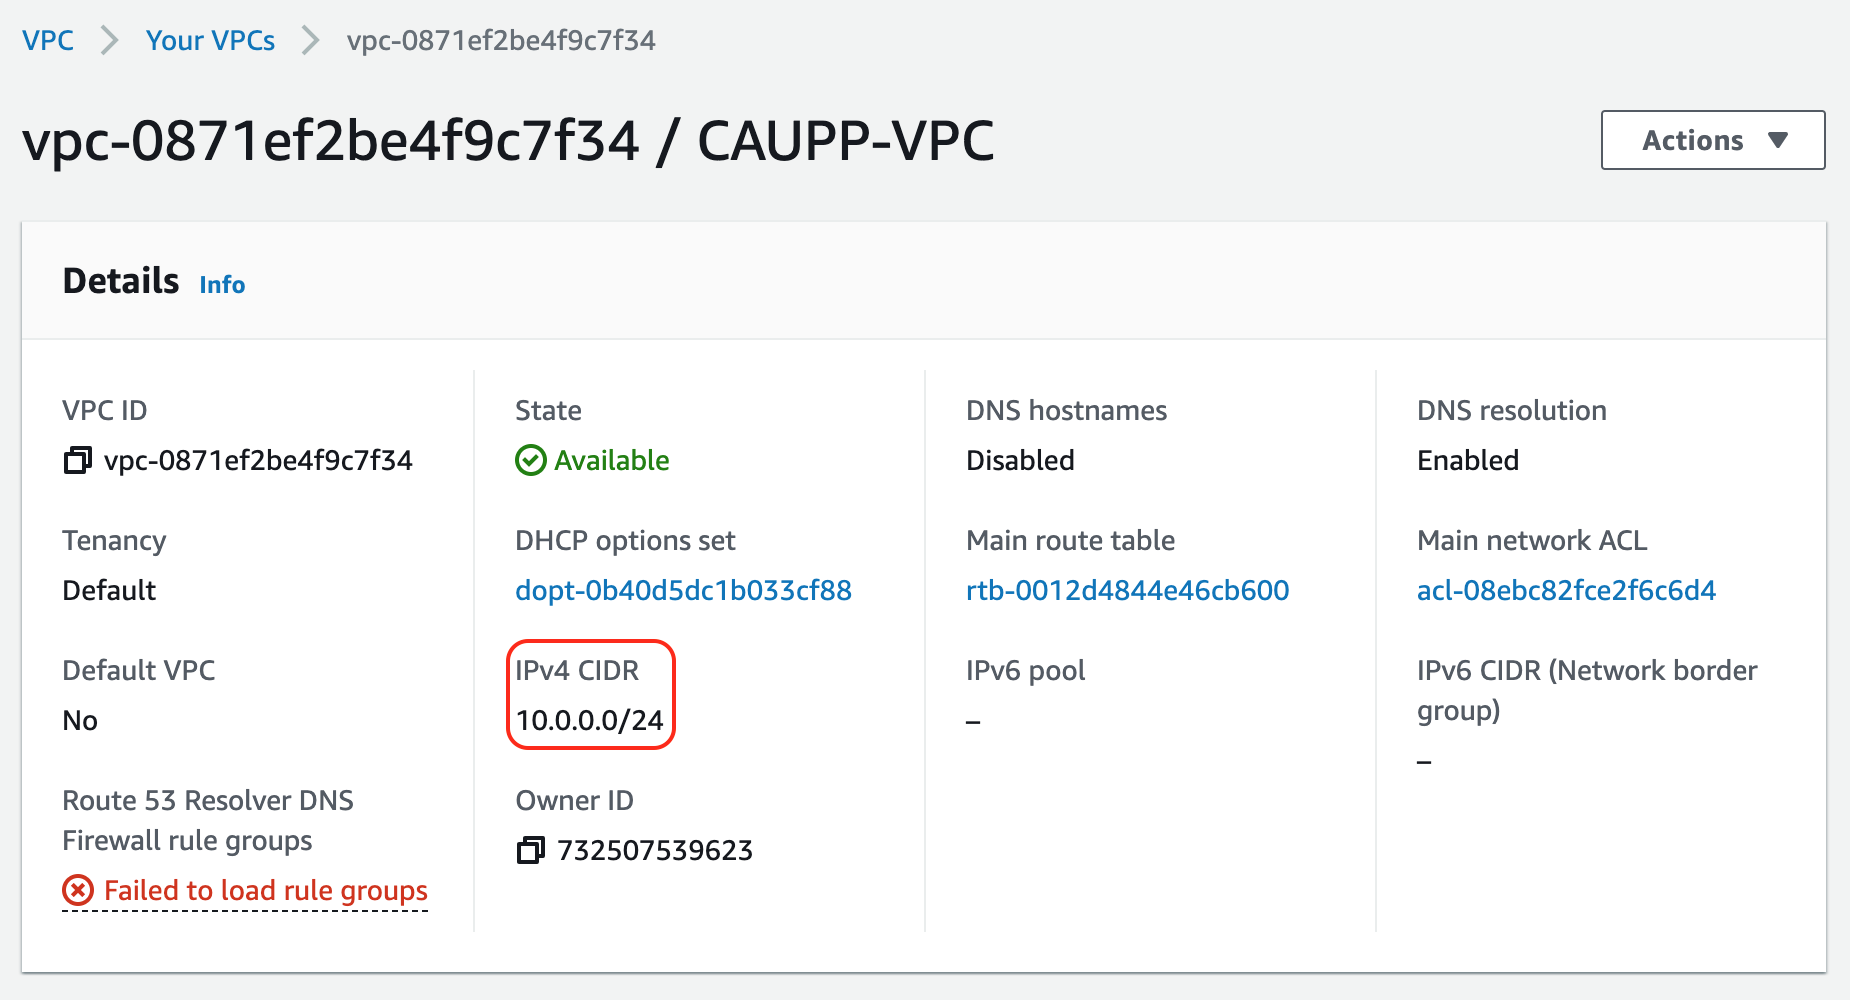 VPC > Your VPCs > vpc-0871ef2be4f9c7f34
vpc-0871ef2be4f9c7f34 / CAUPP-VPC
Actions
Details Info
VPC ID
vpc-0871ef2be4f9c7f34
State
Available
DNS hostnames
Disabled
DNS resolution
Enabled
Tenancy
Default
DHCP options set
dopt-0b40d5dc1b033cf88
Main route table
rtb-0012d4844e46cb600
Main network ACL
acl-08ebc82fce2f6c6d4
Default VPC
No
IPv4 CIDR
10.0.0.0/24
IPv6 pool
–
IPv6 CIDR (Network border
group)
–
Route 53 Resolver DNS
Firewall rule groups
Failed to load rule groups
Owner ID
732507539623